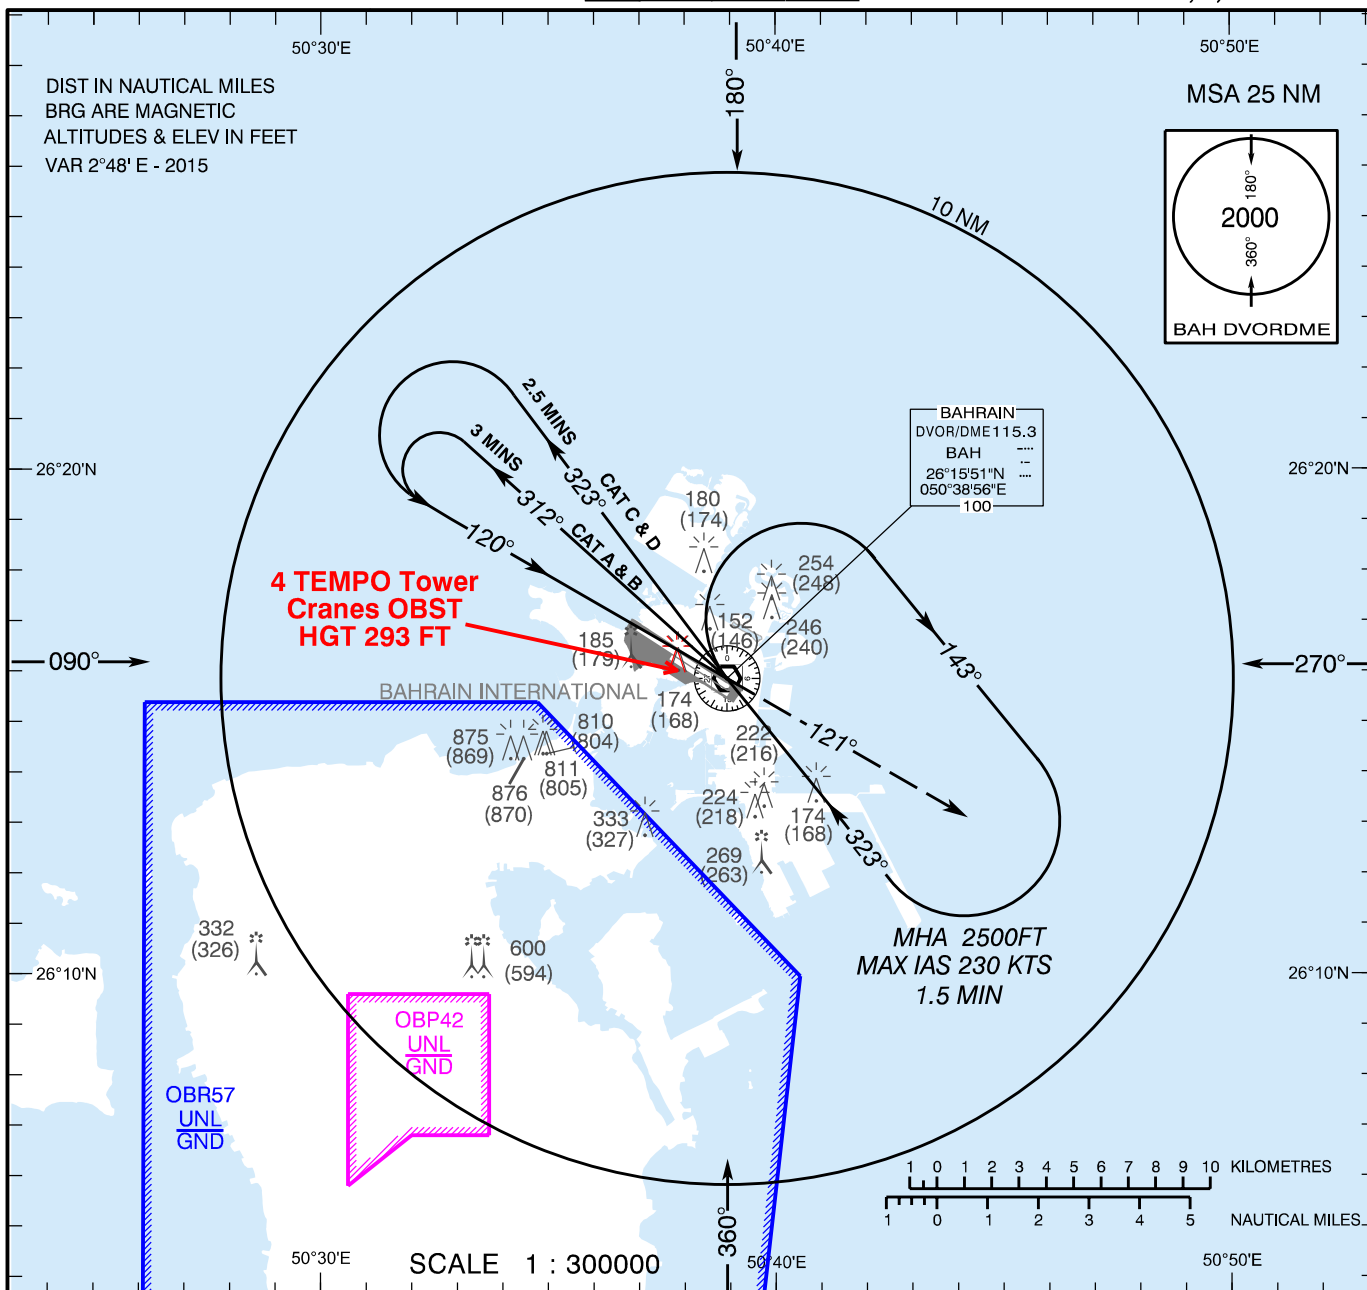 50°30'E
50°40'E
50°50'E
DIST IN NAUTICAL MILES
BRG ARE MAGNETIC
ALTITUDES & ELEV IN FEET
VAR 2°48' E - 2015
180°
MSA 25 NM
180°
2000
360°
BAH DVORDME
10 NM
2.5 MINS
3 MINS
323°
CAT C & D
312°
CAT A & B
120°
BAHRAIN
DVOR/DME 115.3
BAH
26°15'51"N
050°38'56"E
100
26°20'N
26°20'N
180
(174)
254
(248)
4 TEMPO Tower
Cranes OBST
HGT 293 FT
152
(146)
246
(240)
185
(179)
143°
090°
270°
BAHRAIN INTERNATIONAL
174
(168)
121°
810
(804)
875
(869)
811
(805)
876
(870)
222
(216)
224
(218)
174
(168)
333
(327)
323°
269
(263)
332
(326)
600
(594)
MHA 2500FT
MAX IAS 230 KTS
1.5 MIN
26°10'N
26°10'N
OBP42
UNL
GND
OBR57
UNL
GND
1 0 1 2 3 4 5 6 7 8 9 10 KILOMETRES
1 0 1 2 3 4 5 NAUTICAL MILES
360°
50°30'E
SCALE 1 : 300000
50°40'E
50°50'E